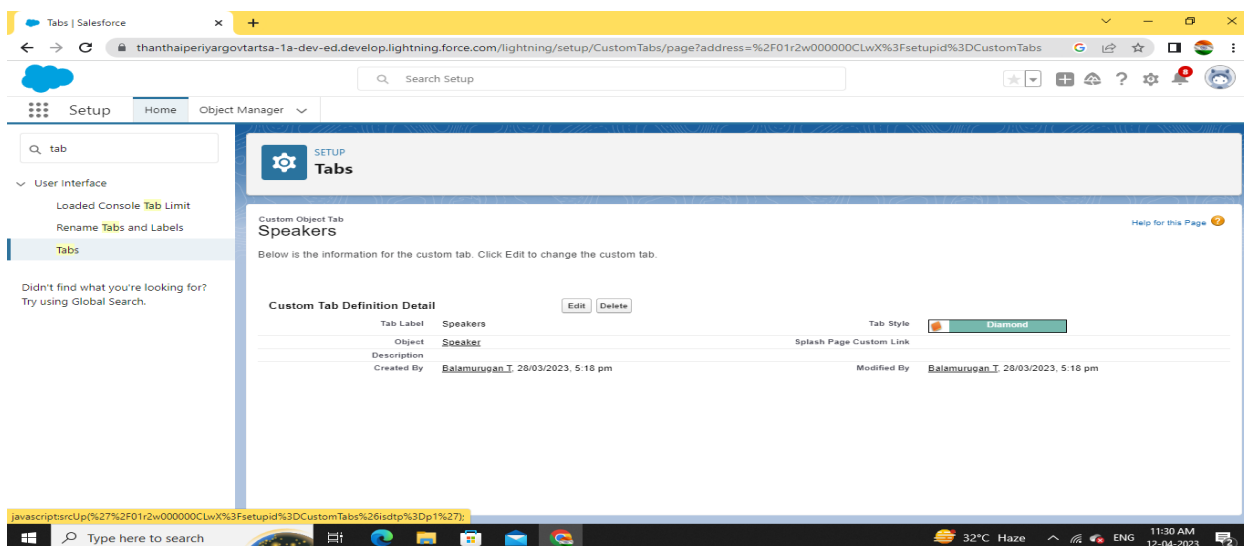 Tabs | Salesforce
thanthaiperiyargovtartsa-1a-dev-ed.develop.lightning.force.com/lightning/setup/CustomTabs/page?address=%2F01r2w000000CLwX%3Fsetupid%3DCustomTabs
Search Setup
8
Setup Home Object Manager
tab
SETUP
Tabs
User Interface
Loaded Console Tab Limit
Rename Tabs and Labels
Tabs
Didn't find what you're looking for?
Try using Global Search.
Custom Object Tab
Speakers
Help for this Page
Below is the information for the custom tab. Click Edit to change the custom tab.
Custom Tab Definition Detail Edit Delete
Tab Label Speakers Tab Style Diamond
Object Speaker Splash Page Custom Link
Description
Created By Balamurugan T, 28/03/2023, 5:18 pm Modified By Balamurugan T, 28/03/2023, 5:18 pm
javascript:srcUp(%27%2F01r2w000000CLwX%3Fsetupid%3DCustomTabs%26isdtp%3Dp1%27);
Type here to search
32°C Haze
ENG
11:30 AM
12-04-2023
2